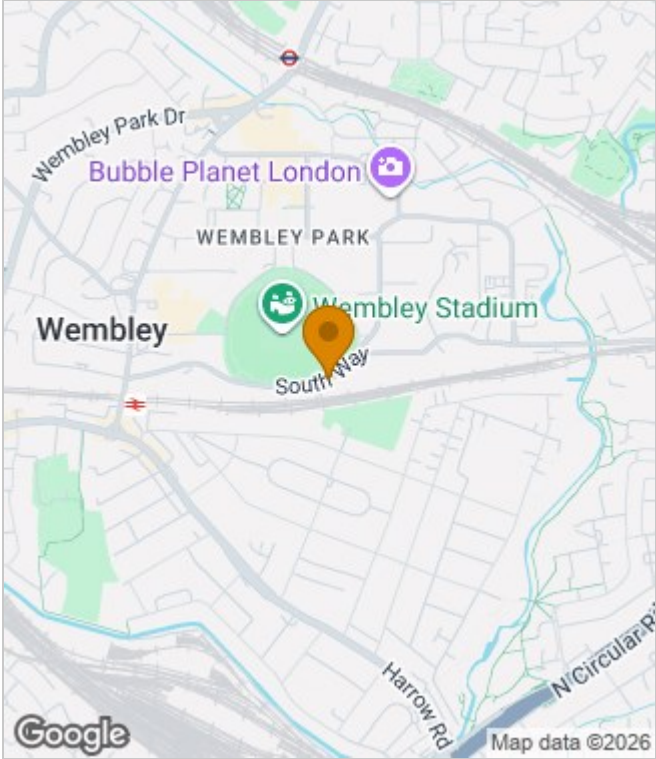 Wembley Park Dr
Bubble Planet London
WEMBLEY PARK
Wembley Stadium
Wembley
South Way
Harrow Rd
N Circular Rd
Google
Map data ©2026